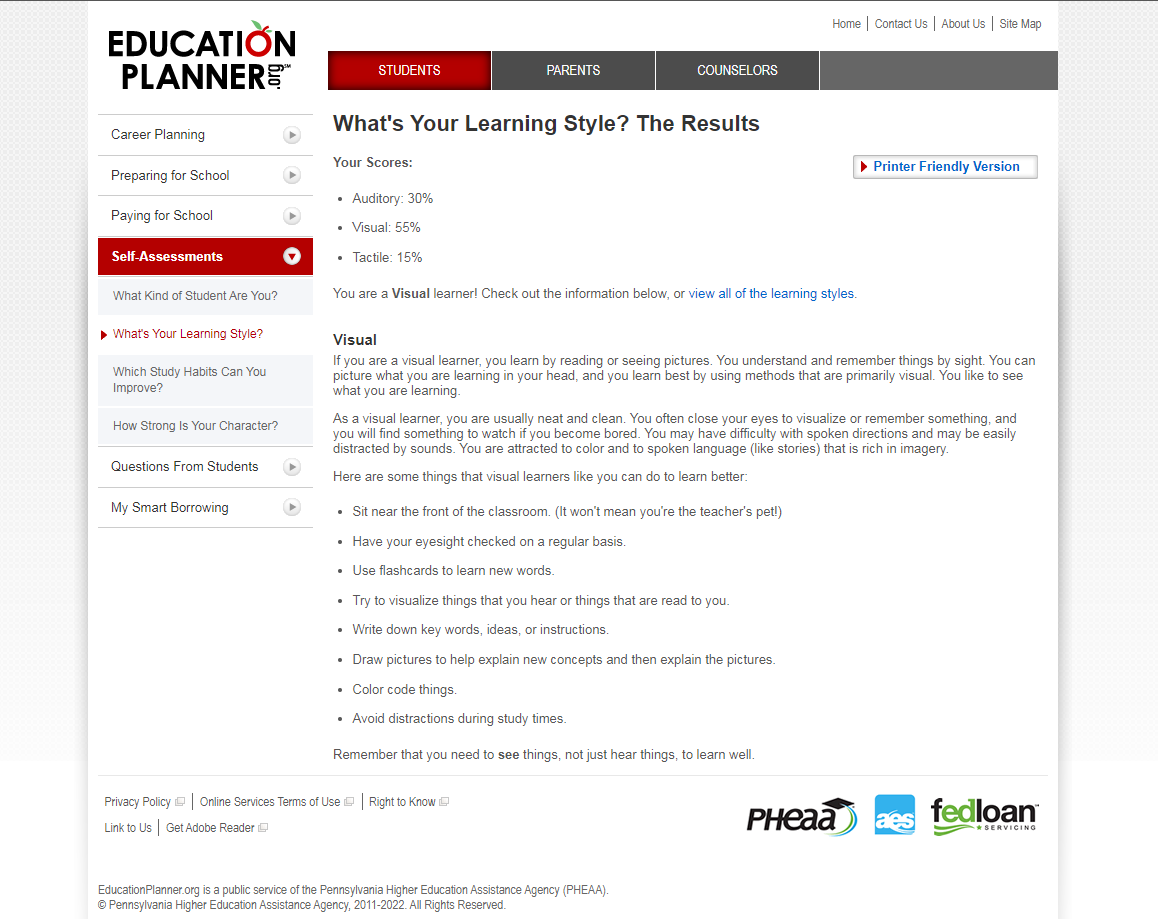 Home | Contact Us | About Us | Site Map
EDUCATION
PLANNER.org℠
STUDENTS PARENTS COUNSELORS
Career Planning
Preparing for School
Paying for School
Self-Assessments
What Kind of Student Are You?
What's Your Learning Style?
Which Study Habits Can You
Improve?
How Strong Is Your Character?
Questions From Students
My Smart Borrowing
What's Your Learning Style? The Results
Your Scores:
Printer Friendly Version
• Auditory: 30%
• Visual: 55%
• Tactile: 15%
You are a Visual learner! Check out the information below, or view all of the learning styles.
Visual
If you are a visual learner, you learn by reading or seeing pictures. You understand and remember things by sight. You can
picture what you are learning in your head, and you learn best by using methods that are primarily visual. You like to see
what you are learning.
As a visual learner, you are usually neat and clean. You often close your eyes to visualize or remember something, and
you will find something to watch if you become bored. You may have difficulty with spoken directions and may be easily
distracted by sounds. You are attracted to color and to spoken language (like stories) that is rich in imagery.
Here are some things that visual learners like you can do to learn better:
• Sit near the front of the classroom. (It won't mean you're the teacher's pet!)
• Have your eyesight checked on a regular basis.
• Use flashcards to learn new words.
• Try to visualize things that you hear or things that are read to you.
• Write down key words, ideas, or instructions.
• Draw pictures to help explain new concepts and then explain the pictures.
• Color code things.
• Avoid distractions during study times.
Remember that you need to see things, not just hear things, to learn well.
Privacy Policy | Online Services Terms of Use | Right to Know
Link to Us | Get Adobe Reader
PHEAA aes fedloan
SERVICING
EducationPlanner.org is a public service of the Pennsylvania Higher Education Assistance Agency (PHEAA).
© Pennsylvania Higher Education Assistance Agency, 2011-2022. All Rights Reserved.